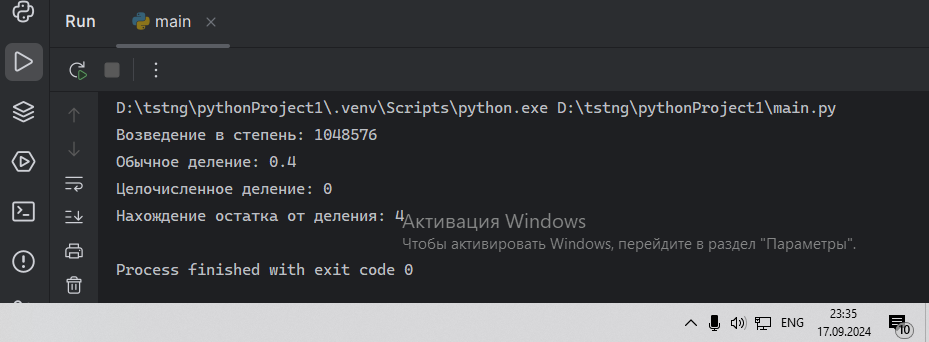 Run main
D:\tstng\pythonProject1\.venv\Scripts\python.exe D:\tstng\pythonProject1\main.py
Возведение в степень: 1048576
Обычное деление: 0.4
Целочисленное деление: 0
Нахождение остатка от деления: 4
Активация Windows
Чтобы активировать Windows, перейдите в раздел "Параметры".
Process finished with exit code 0
23:35
ENG
17.09.2024
10